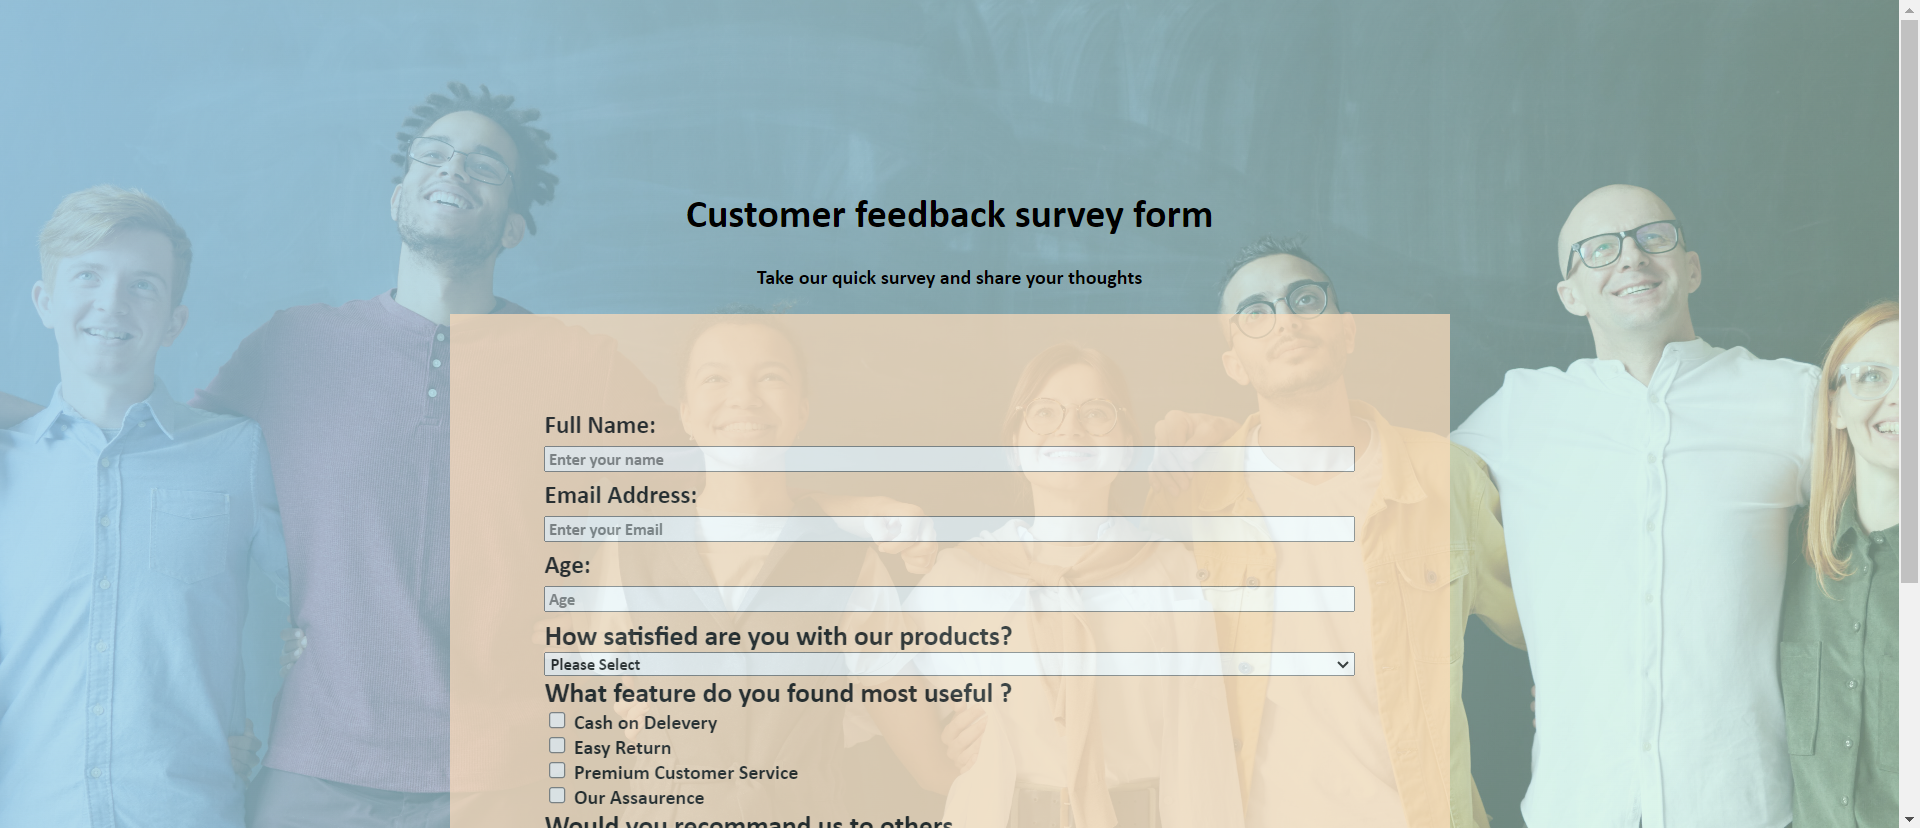 Customer feedback survey form
Take our quick survey and share your thoughts
Full Name:
Enter your name
Email Address:
Enter your Email
Age:
Age
How satisfied are you with our products?
Please Select
What feature do you found most useful ?
Cash on Delevery
Easy Return
Premium Customer Service
Our Assaurence
Would you recommand us to others